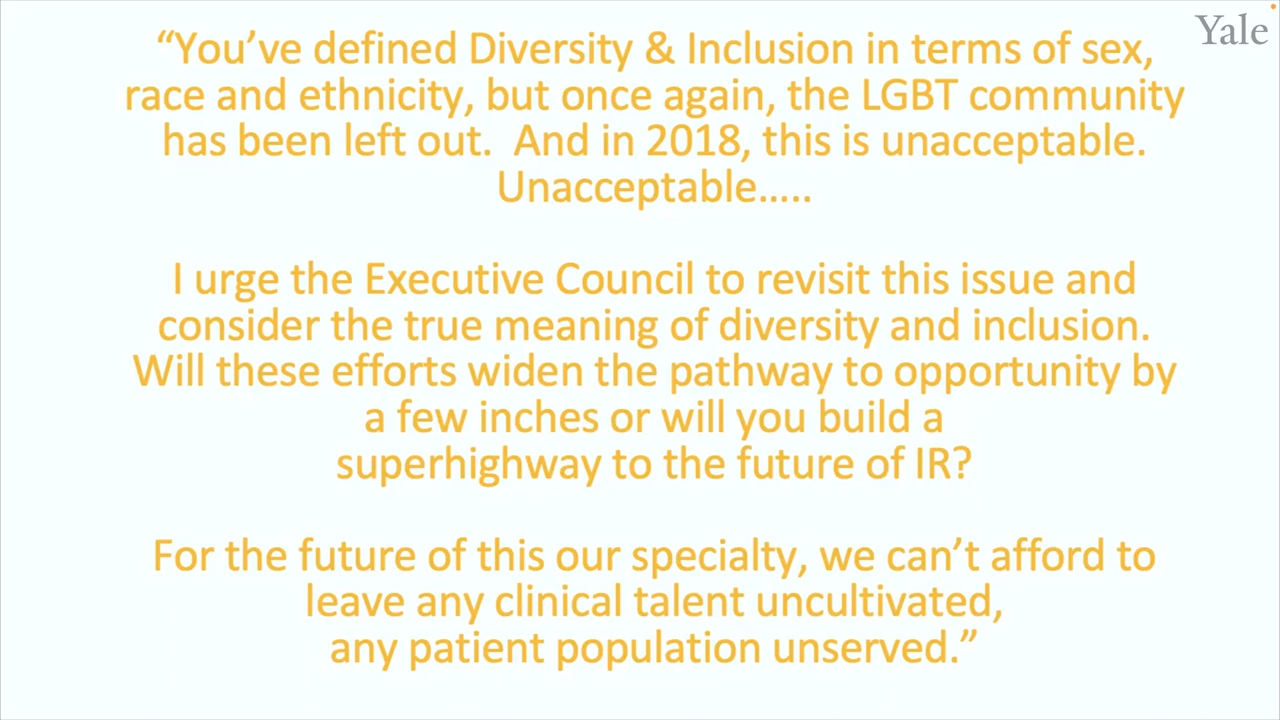 Yale
“You’ve defined Diversity & Inclusion in terms of sex,
race and ethnicity, but once again, the LGBT community
has been left out.  And in 2018, this is unacceptable.
Unacceptable…..
I urge the Executive Council to revisit this issue and
consider the true meaning of diversity and inclusion.
Will these efforts widen the pathway to opportunity by
a few inches or will you build a
superhighway to the future of IR?
For the future of this our specialty, we can’t afford to
leave any clinical talent uncultivated,
any patient population unserved.”